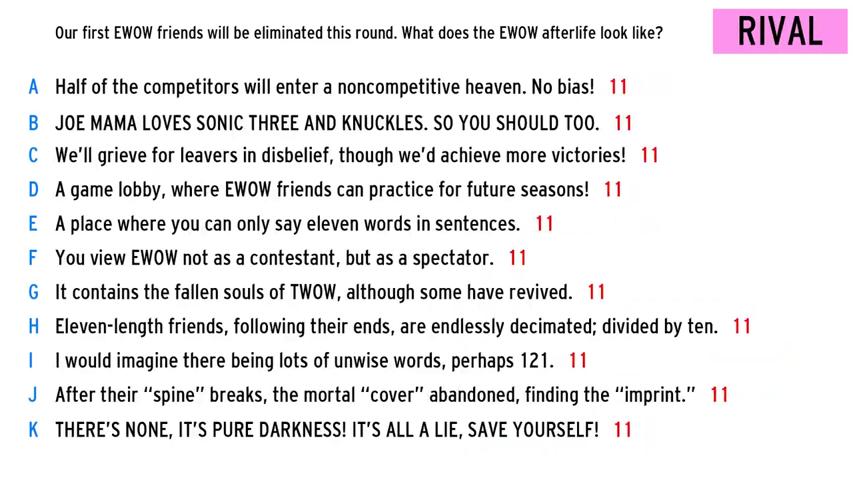 Our first EWOW friends will be eliminated this round. What does the EWOW afterlife look like?
RIVAL
A Half of the competitors will enter a noncompetitive heaven. No bias! 11
B JOE MAMA LOVES SONIC THREE AND KNUCKLES. SO YOU SHOULD TOO. 11
C We'll grieve for leavers in disbelief, though we'd achieve more victories! 11
D A game lobby, where EWOW friends can practice for future seasons! 11
E A place where you can only say eleven words in sentences. 11
F You view EWOW not as a contestant, but as a spectator. 11
G It contains the fallen souls of TWOW, although some have revived. 11
H Eleven-length friends, following their ends, are endlessly decimated; divided by ten. 11
I I would imagine there being lots of unwise words, perhaps 121. 11
J After their “spine” breaks, the mortal “cover” abandoned, finding the “imprint.” 11
K THERE'S NONE, IT'S PURE DARKNESS! IT'S ALL A LIE, SAVE YOURSELF! 11